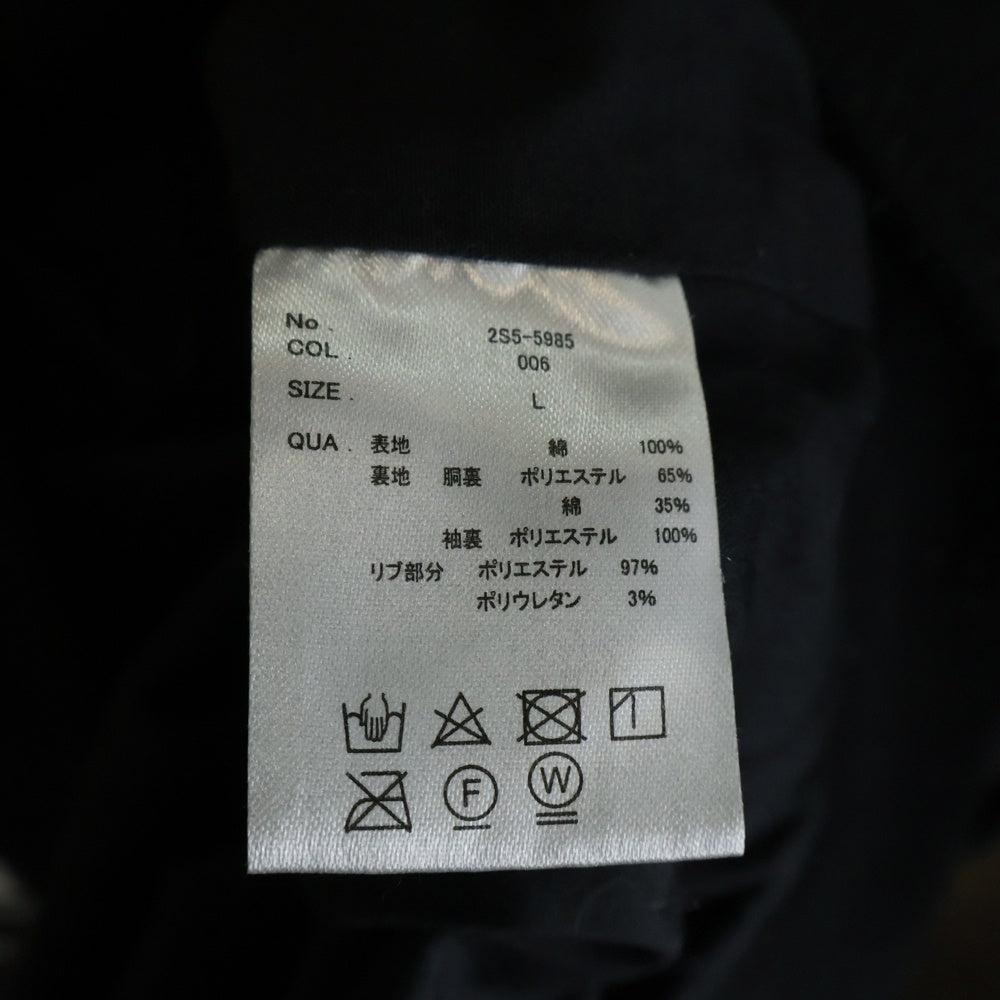 No. 2S5-5985
COL. 006
SIZE. L
QUA. 表地 綿 100%
裏地 胴裏 ポリエステル 65%
綿 35%
袖裏 ポリエステル 100%
リブ部分 ポリエステル 97%
ポリウレタン 3%
F W